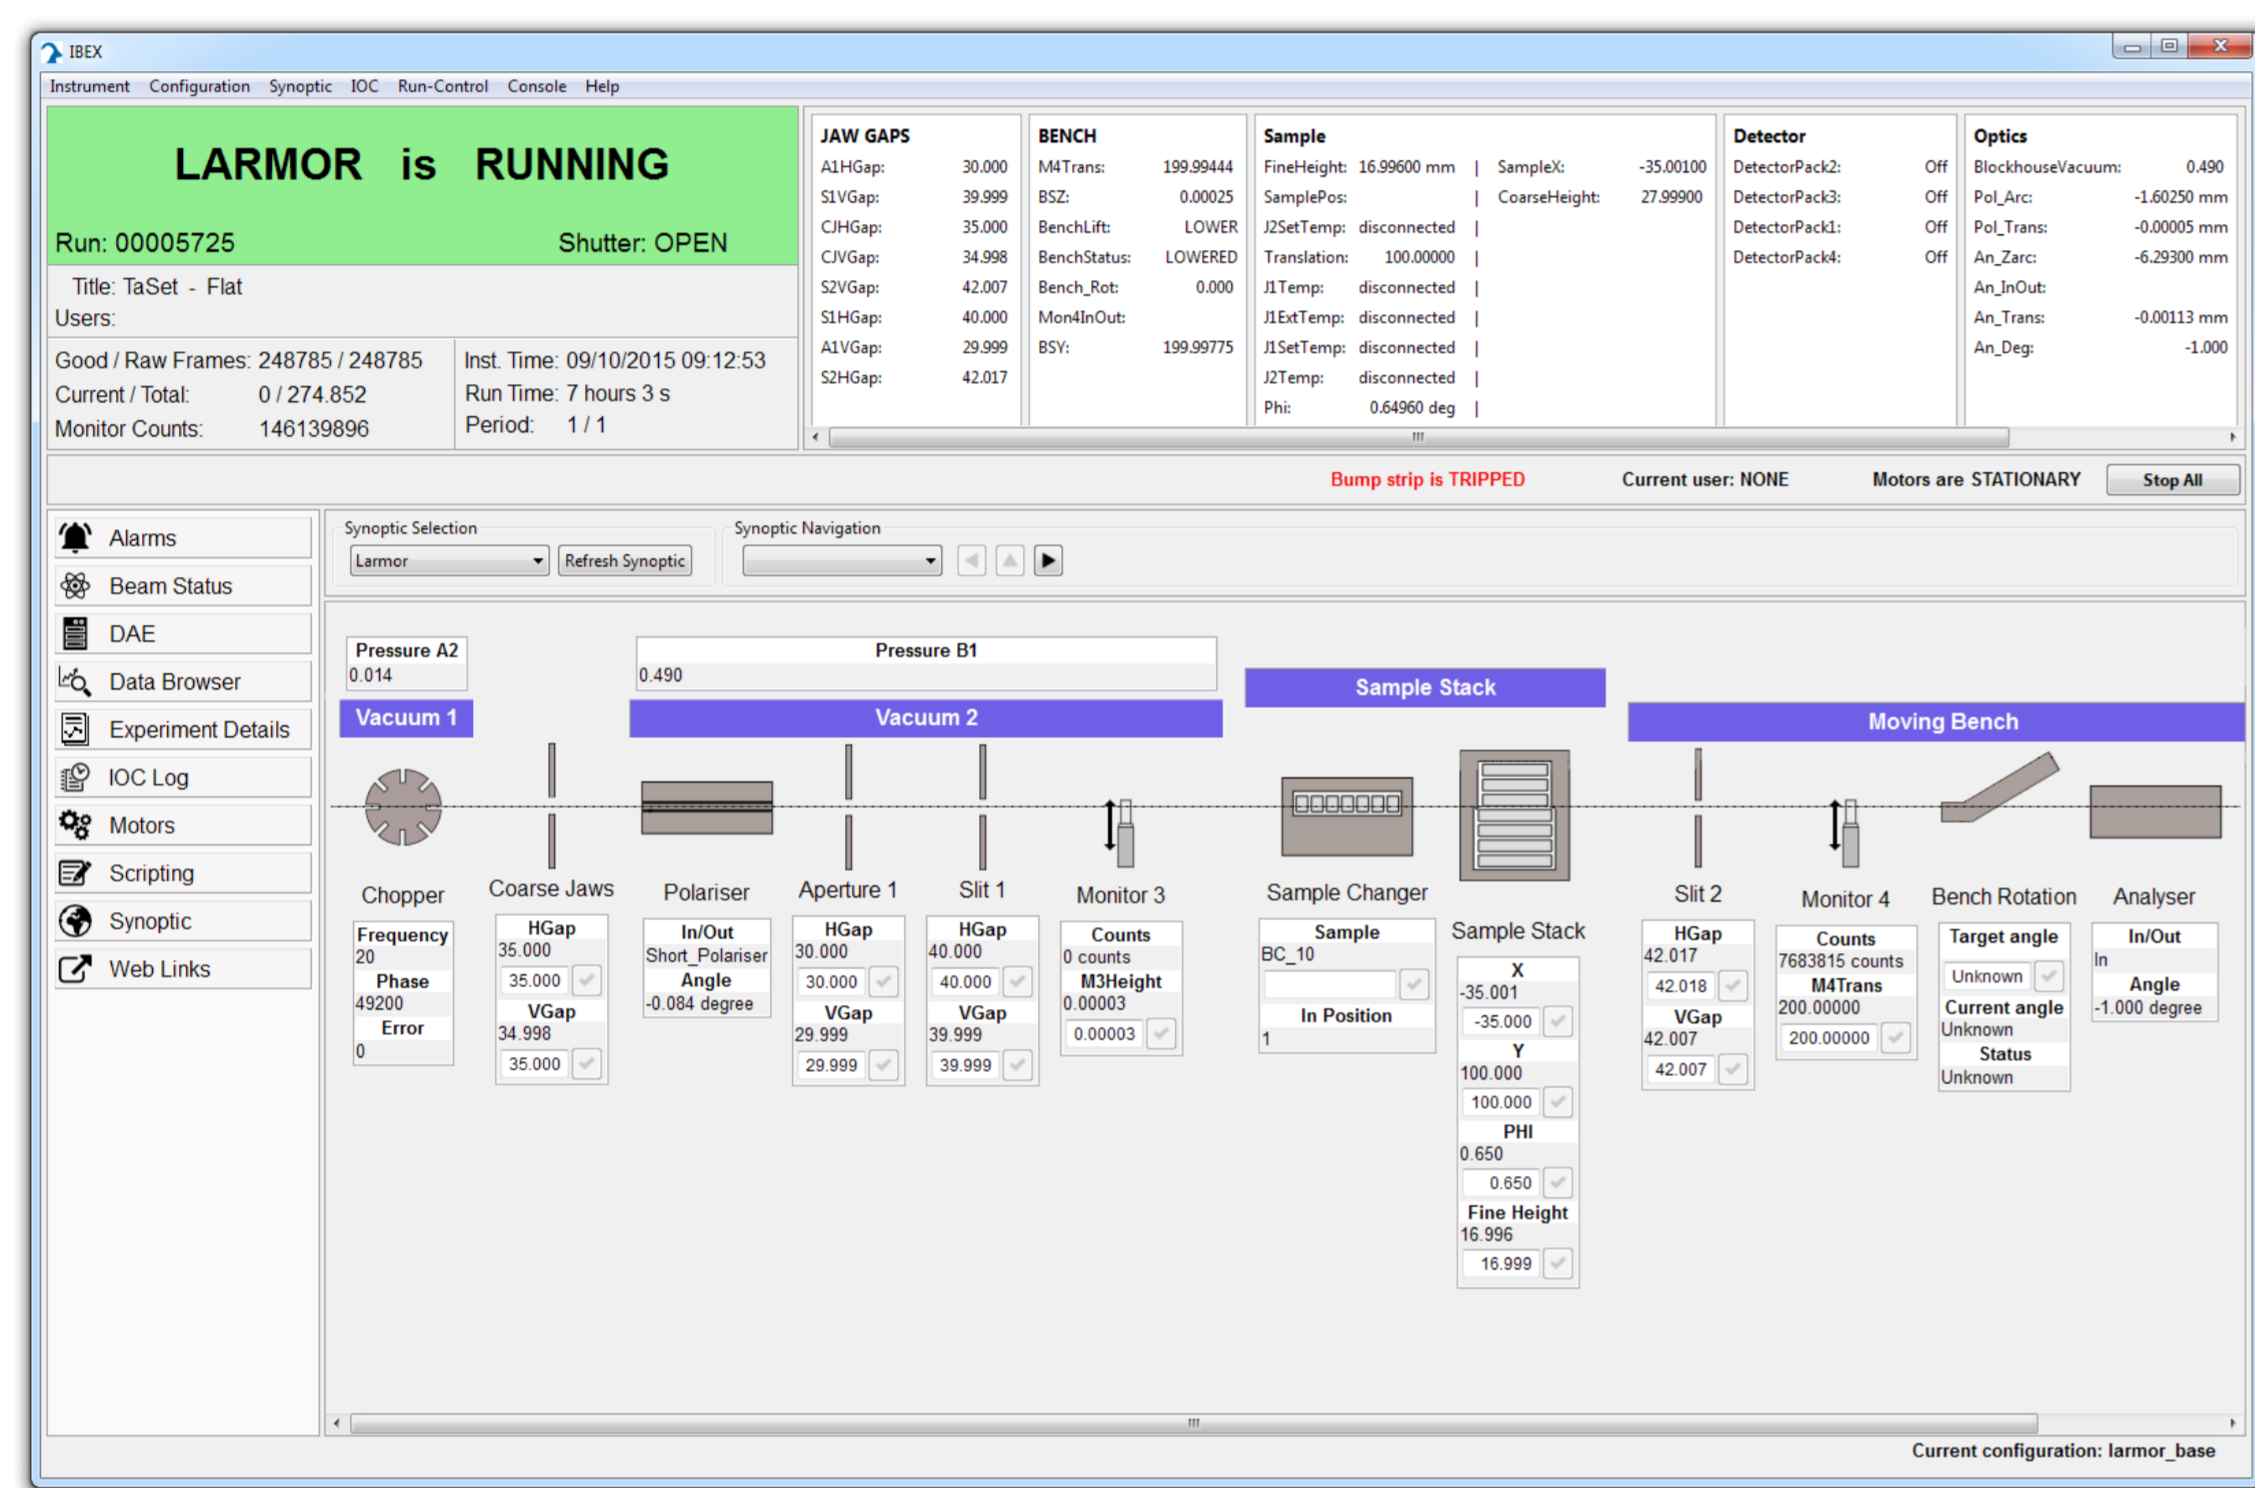 IBEX
Instrument Configuration Synoptic IOC Run-Control Console Help
LARMOR is RUNNING
Run: 00005725 Shutter: OPEN
Title: TaSet - Flat
Users:
Good / Raw Frames: 248785 / 248785
Current / Total: 0 / 274.852
Monitor Counts: 146139896
Inst. Time: 09/10/2015 09:12:53
Run Time: 7 hours 3 s
Period: 1 / 1
JAW GAPS
A1HGap: 30.000
S1VGap: 39.999
CJHGap: 35.000
CJVGap: 34.998
S2VGap: 42.007
S1HGap: 40.000
A1VGap: 29.999
S2HGap: 42.017
BENCH
M4Trans: 199.99444
BSZ: 0.00025
BenchLift: LOWER
BenchStatus: LOWERED
Bench_Rot: 0.000
Mon4InOut:
BSY: 199.99775
Sample
FineHeight: 16.99600 mm | SampleX: -35.00100
SamplePos: | CoarseHeight: 27.99900
J2SetTemp: disconnected |
Translation: 100.00000 |
J1Temp: disconnected |
J1ExtTemp: disconnected |
J1SetTemp: disconnected |
J2Temp: disconnected |
Phi: 0.64960 deg |
Detector
DetectorPack2: Off
DetectorPack3: Off
DetectorPack1: Off
DetectorPack4: Off
Optics
BlockhouseVacuum: 0.490
Pol_Arc: -1.60250 mm
Pol_Trans: -0.00005 mm
An_Zarc: -6.29300 mm
An_InOut:
An_Trans: -0.00113 mm
An_Deg: -1.000
Bump strip is TRIPPED Current user: NONE Motors are STATIONARY Stop All
Alarms
Beam Status
DAE
Data Browser
Experiment Details
IOC Log
Motors
Scripting
Synoptic
Web Links
Synoptic Selection
Larmor Refresh Synoptic
Synoptic Navigation
Pressure A2
0.014
Vacuum 1
Pressure B1
0.490
Vacuum 2
Sample Stack
Moving Bench
Chopper
Frequency
20
Phase
49200
Error
0
Coarse Jaws
HGap
35.000
35.000
VGap
34.998
35.000
Polariser
In/Out
Short_Polariser
Angle
-0.084 degree
Aperture 1
HGap
30.000
30.000
VGap
29.999
29.999
Slit 1
HGap
40.000
40.000
VGap
39.999
39.999
Monitor 3
Counts
0 counts
M3Height
0.00003
0.00003
Sample Changer
Sample
BC_10
In Position
1
Sample Stack
X
-35.001
-35.000
Y
100.000
100.000
PHI
0.650
0.650
Fine Height
16.996
16.999
Slit 2
HGap
42.017
42.018
VGap
42.007
42.007
Monitor 4
Counts
7683815 counts
M4Trans
200.00000
200.00000
Bench Rotation
Target angle
Unknown
Current angle
Unknown
Status
Unknown
Analyser
In/Out
In
Angle
-1.000 degree
Current configuration: larmor_base